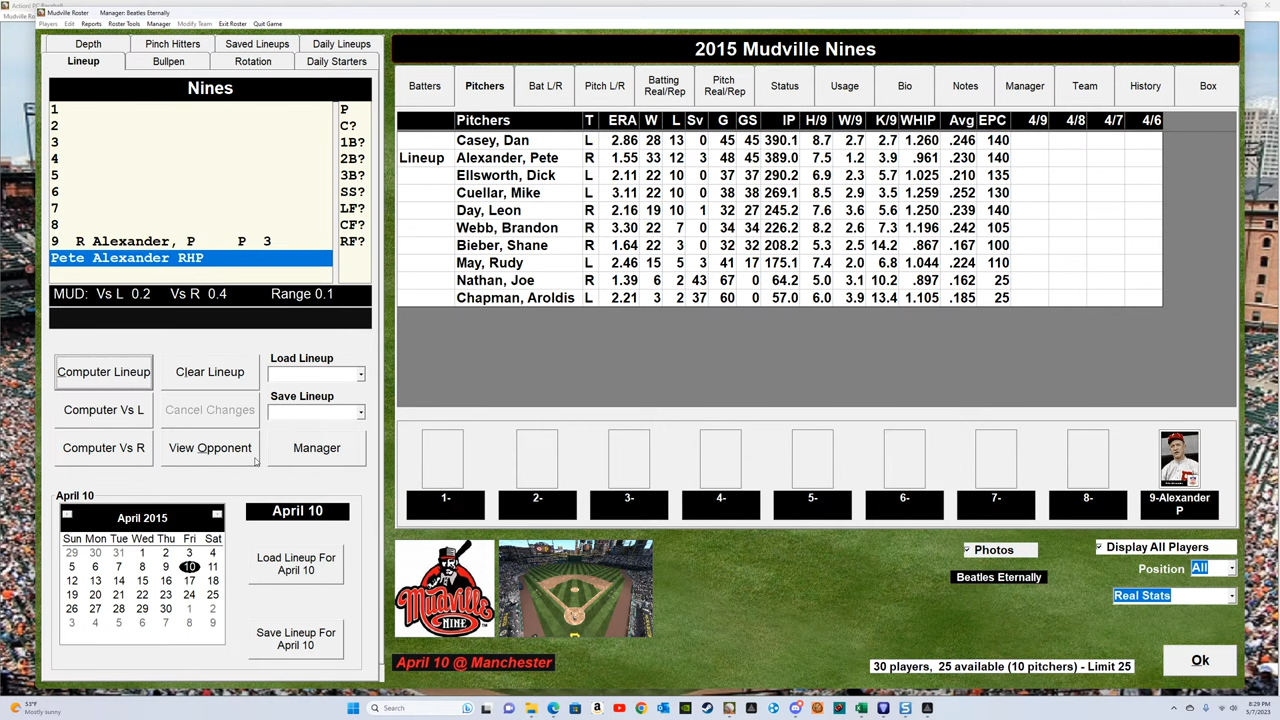 Mudville Roster Manager: Beatles Eternally
Players Edit Reports Roster Tools Manager Modify Team Exit Roster Quit Game
Depth Pinch Hitters Saved Lineups Daily Lineups
Lineup Bullpen Rotation Daily Starters
Nines
1 P
2 C?
3 1B?
4 2B?
5 3B?
6 SS?
7 LF?
8 CF?
9 R Alexander, P P 3 RF?
Pete Alexander RHP
MUD: Vs L 0.2 Vs R 0.4 Range 0.1
Computer Lineup Clear Lineup Load Lineup
Computer Vs L Cancel Changes Save Lineup
Computer Vs R View Opponent Manager
April 10
April 2015
Sun Mon Tue Wed Thu Fri Sat
29 30 31 1 2 3 4
5 6 7 8 9 10 11
12 13 14 15 16 17 18
19 20 21 22 23 24 25
26 27 28 29 30 1 2
3 4 5 6 7 8 9
April 10
Load Lineup For
April 10
Save Lineup For
April 10
2015 Mudville Nines
Batters Pitchers Bat L/R Pitch L/R Batting Real/Rep Pitch Real/Rep Status Usage Bio Notes Manager Team History Box
Pitchers T ERA W L Sv G GS IP H/9 W/9 K/9 WHIP Avg EPC 4/9 4/8 4/7 4/6
Casey, Dan L 2.86 28 13 0 45 45 390.1 8.7 2.7 2.7 1.260 .246 140
Lineup Alexander, Pete R 1.55 33 12 3 48 45 389.0 7.5 1.2 3.9 .961 .230 140
Ellsworth, Dick L 2.11 22 10 0 37 37 290.2 6.9 2.3 5.7 1.025 .210 135
Cuellar, Mike L 3.11 22 10 0 38 38 269.1 8.5 2.9 3.5 1.259 .252 130
Day, Leon R 2.16 19 10 1 32 27 245.2 7.6 3.6 5.6 1.250 .239 140
Webb, Brandon R 3.30 22 7 0 34 34 226.2 8.2 2.6 7.3 1.196 .242 105
Bieber, Shane R 1.64 22 3 0 32 32 208.2 5.3 2.5 14.2 .867 .167 100
May, Rudy L 2.46 15 5 3 41 17 175.1 7.4 2.0 6.8 1.044 .224 110
Nathan, Joe R 1.39 6 2 43 67 0 64.2 5.0 3.1 10.2 .897 .162 25
Chapman, Aroldis L 2.21 3 2 37 60 0 57.0 6.0 3.9 13.4 1.105 .185 25
1- 2- 3- 4- 5- 6- 7- 8- 9-Alexander
P
MUDVILLE
NINE
Photos
Display All Players
Beatles Eternally
Position All
Real Stats
April 10 @ Manchester
30 players, 25 available (10 pitchers) - Limit 25
Ok
53°F
Mostly sunny
Search
8:29 PM
5/7/2023